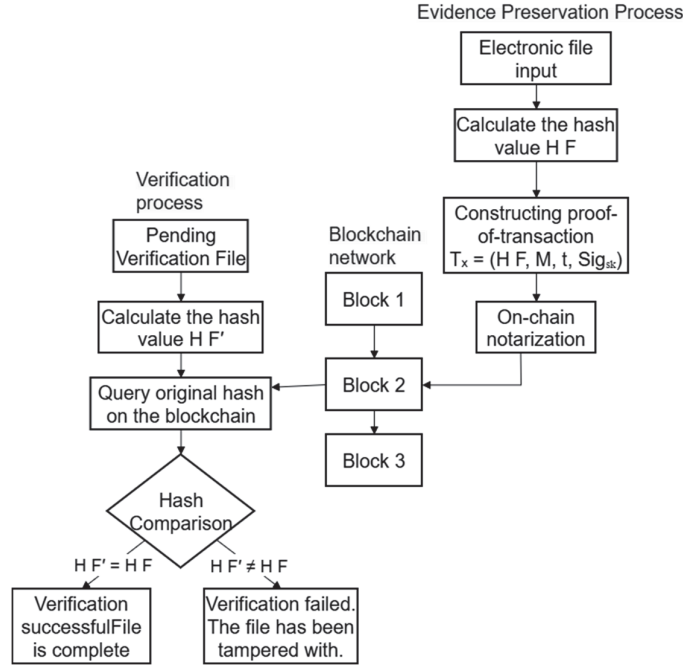 Evidence Preservation Process
Electronic file
input
Calculate the hash
value H F
Constructing proof-
of-transaction
Tₓ = (H F, M, t, Sigₛₖ)
On-chain
notarization
Blockchain
network
Block 1
Block 2
Block 3
Verification
process
Pending
Verification File
Calculate the hash
value H F′
Query original hash
on the blockchain
Hash
Comparison
H F′ = H F
H F′ ≠ H F
Verification
successfulFile
is complete
Verification failed.
The file has been
tampered with.